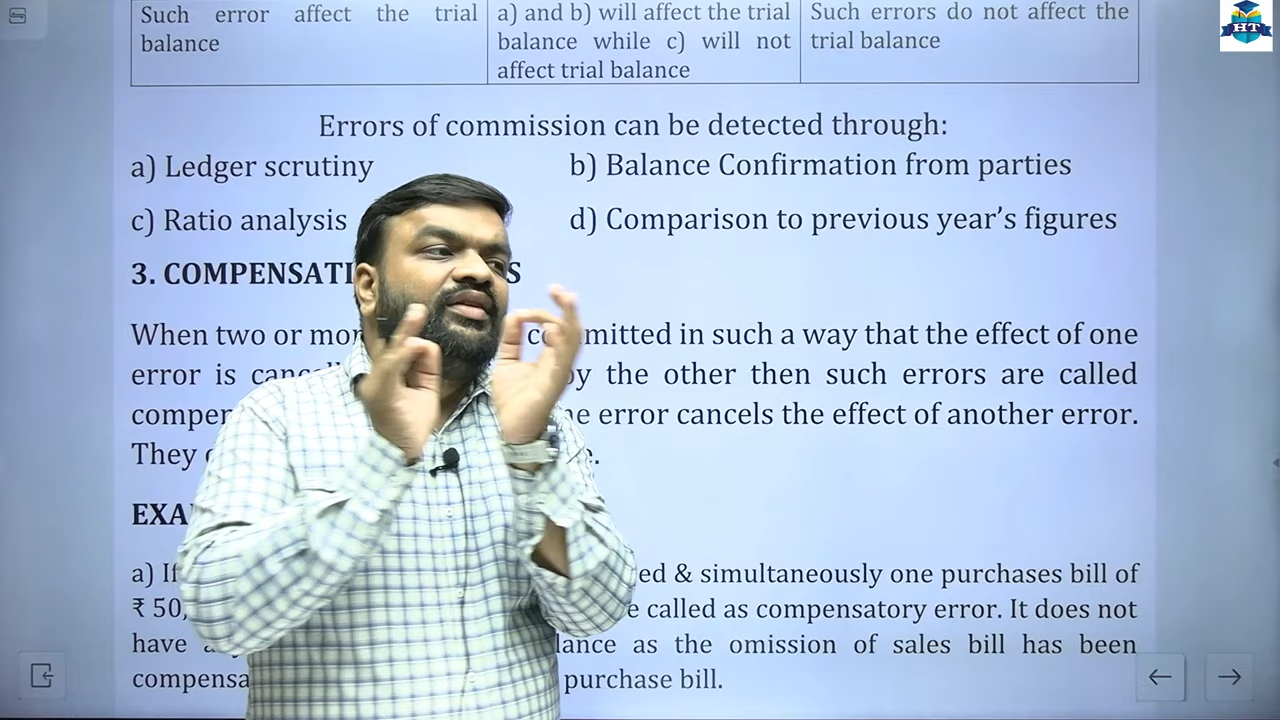 Such error affect the trial balance
a) and b) will affect the trial balance while c) will not affect trial balance
Such errors do not affect the trial balance
HT
Errors of commission can be detected through:
a) Ledger scrutiny
b) Balance Confirmation from parties
c) Ratio analysis
d) Comparison to previous year’s figures
3. COMPENSATI S
When two or mor committed in such a way that the effect of one
error is by the other then such errors are called
compen error cancels the effect of another error.
They
EXA
a) If ed & simultaneously one purchases bill of
₹ 50, called as compensatory error. It does not
have lance as the omission of sales bill has been
compensa purchase bill.